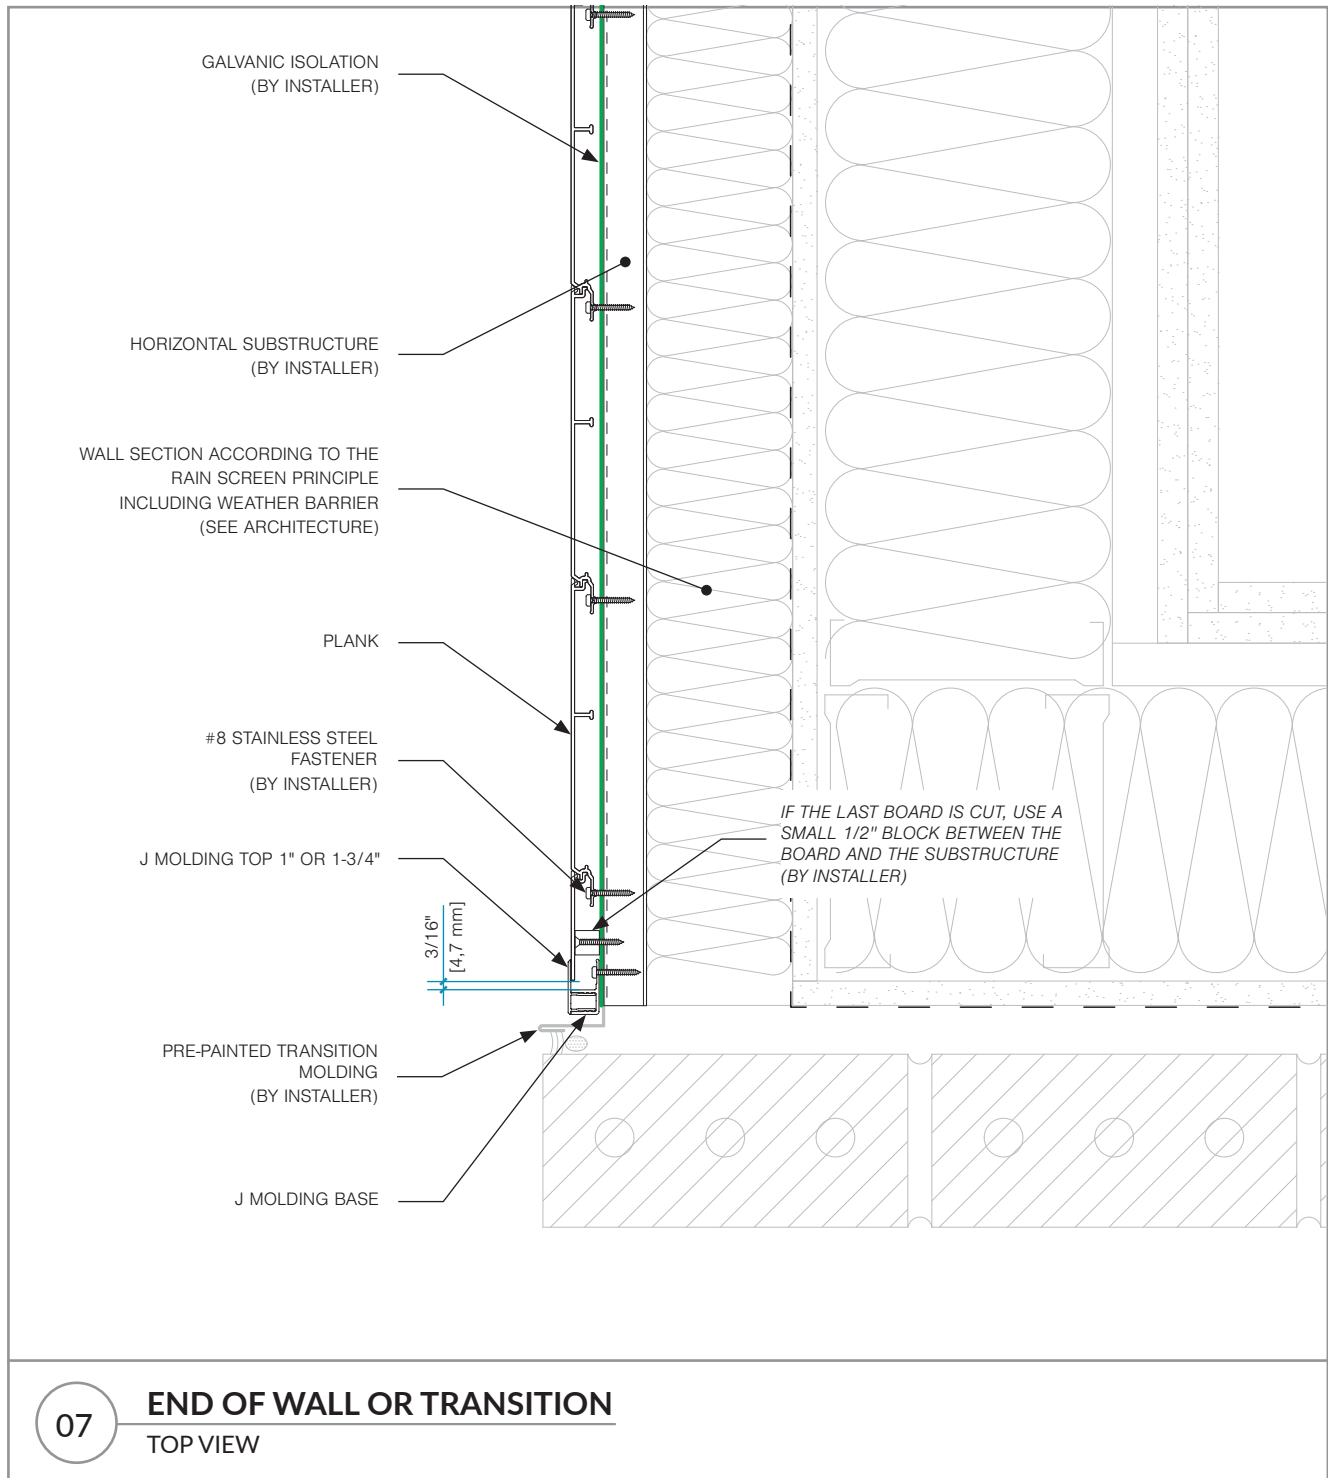 GALVANIC ISOLATION
(BY INSTALLER)
HORIZONTAL SUBSTRUCTURE
(BY INSTALLER)
WALL SECTION ACCORDING TO THE
RAIN SCREEN PRINCIPLE
INCLUDING WEATHER BARRIER
(SEE ARCHITECTURE)
PLANK
#8 STAINLESS STEEL
FASTENER
(BY INSTALLER)
IF THE LAST BOARD IS CUT, USE A
SMALL 1/2" BLOCK BETWEEN THE
BOARD AND THE SUBSTRUCTURE
(BY INSTALLER)
J MOLDING TOP 1" OR 1-3/4"
3/16"
[4,7 mm]
PRE-PAINTED TRANSITION
MOLDING
(BY INSTALLER)
J MOLDING BASE
07
END OF WALL OR TRANSITION
TOP VIEW